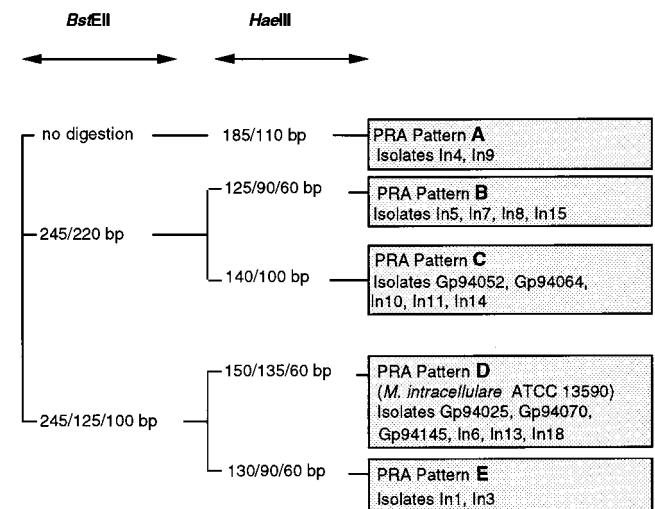 BstEII HaeIII
no digestion 185/110 bp PRA Pattern A
Isolates In4, In9
125/90/60 bp PRA Pattern B
Isolates In5, In7, In8, In15
245/220 bp
PRA Pattern C
140/100 bp Isolates Gp94052, Gp94064,
In10, In11, In14
150/135/60 bp PRA Pattern D
(M. intracellulare ATCC 13590)
Isolates Gp94025, Gp94070,
245/125/100 bp Gp94145, In6, In13, In18
130/90/60 bp PRA Pattern E
Isolates In1, In3